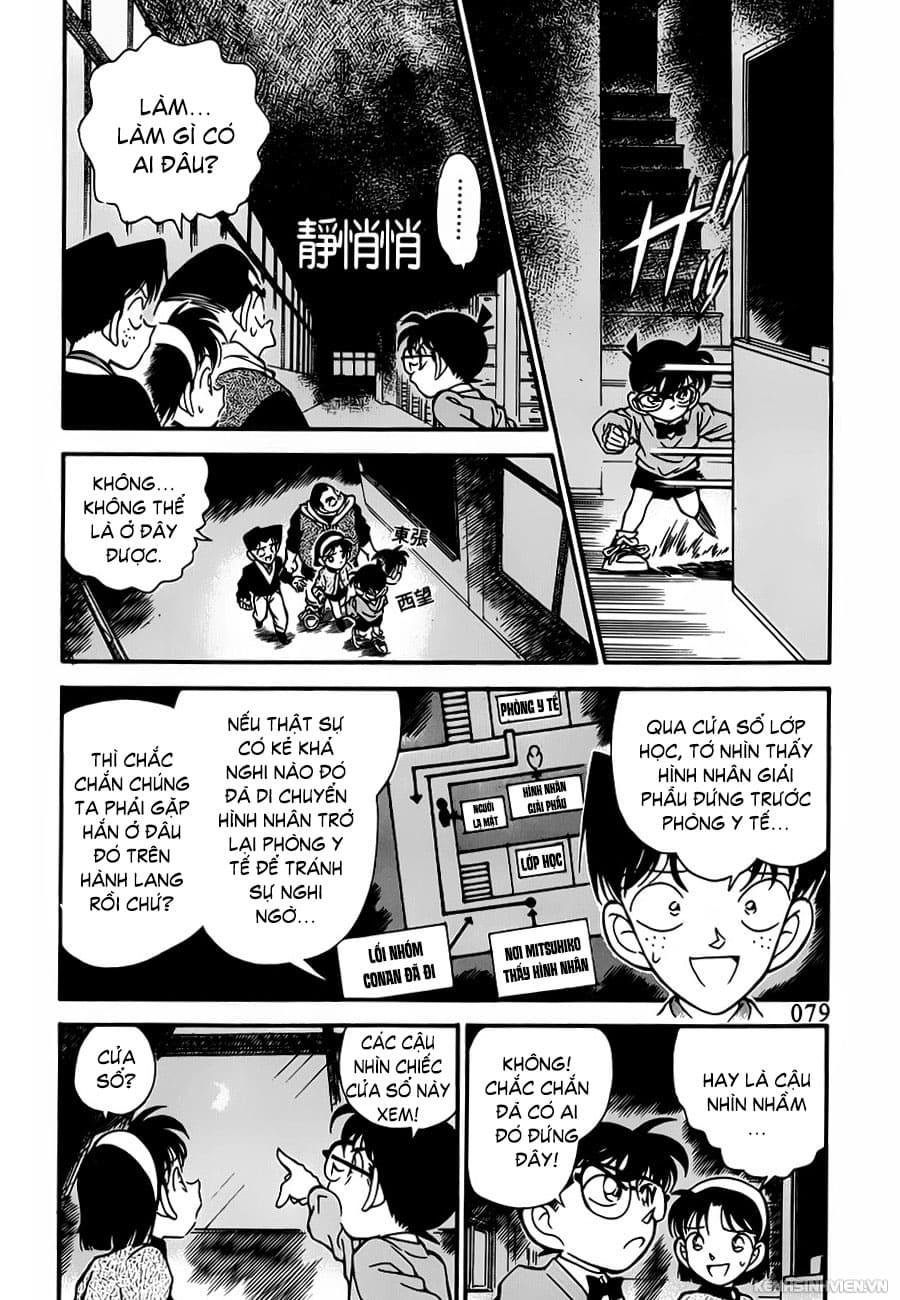 ガガガ
LÀM...
LÀM GÌ CÓ
AI ĐÂU?
.........
靜悄悄
KHÔNG...
KHÔNG THỂ
LÀ Ở ĐÂY
ĐƯỢC.
東張
西望
QUA CỬA SỔ LỚP
HỌC, TỚ NHÌN THẤY
HÌNH NHÂN GIẢI
PHẪU ĐỨNG TRƯỚC
PHÒNG Y TẾ...
PHÒNG Y TẾ
HÌNH NHÂN
GIẢI PHẪU
NGƯỜI
LẠ MẶT
LỚP HỌC
LỐI NHÓM
CONAN ĐÃ ĐI
NƠI MITSUHIKO
THẤY HÌNH NHÂN
NẾU THẬT SỰ
CÓ KẺ KHẢ
NGHI NÀO ĐÓ
ĐÃ DI CHUYỂN
HÌNH NHÂN TRỞ
LẠI PHÒNG Y
TẾ ĐỂ TRÁNH
SỰ NGHI
NGỜ...
THÌ CHẮC
CHẮN CHÚNG
TA PHẢI GẶP
HẮN Ở ĐÂU
ĐÓ TRÊN
HÀNH LANG
RỒI CHỨ?
079
HAY LÀ CẬU
NHÌN NHẦM
...
KHÔNG!
CHẮC CHẮN
ĐÃ CÓ AI
ĐÓ ĐỨNG
ĐÂY!
CÁC CẬU
NHÌN CHIẾC
CỬA SỔ NÀY
XEM!
CỬA
SỔ?
KENHSINHVIEN.VN